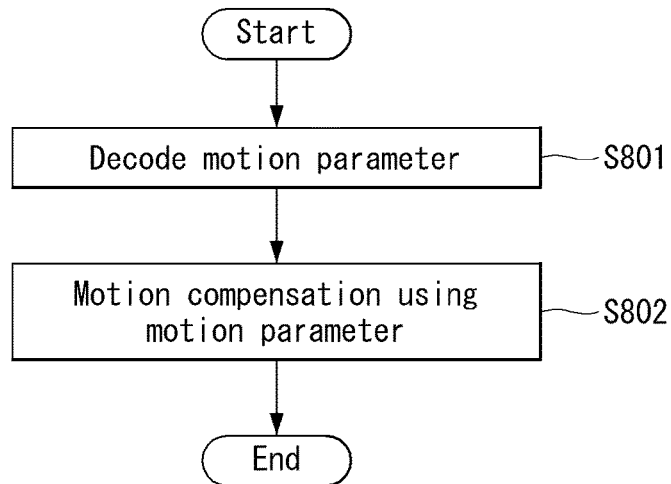 Start
Decode motion parameter
S801
Motion compensation using
motion parameter
S802
End